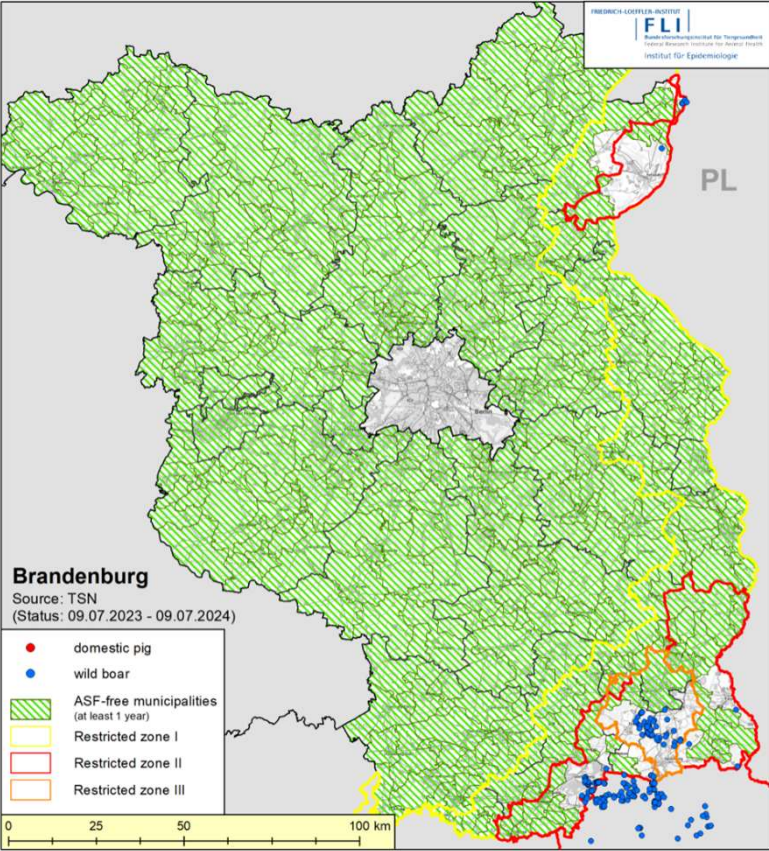 FRIEDRICH-LOEFFLER-INSTITUT
FLI
Bundesforschungsinstitut für Tiergesundheit
Federal Research Institute for Animal Health
Institut für Epidemiologie
PL
Berlin
Brandenburg
Source: TSN
(Status: 09.07.2023 - 09.07.2024)
domestic pig
wild boar
ASF-free municipalities
(at least 1 year)
Restricted zone I
Restricted zone II
Restricted zone III
0 25 50 100 km